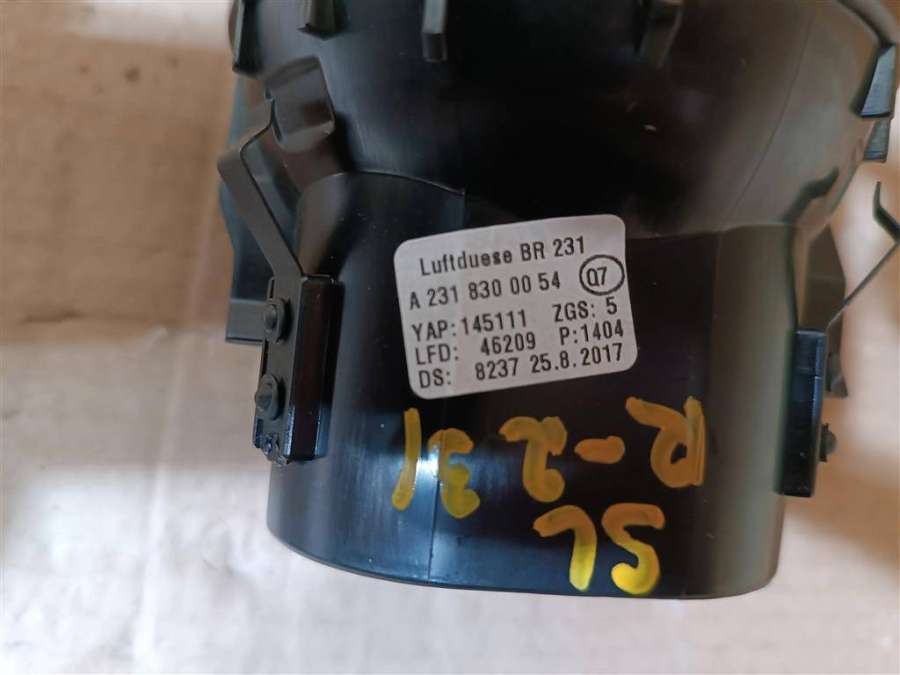 Luftduese BR 231
A 231 830 00 54 Q7
YAP: 145111 ZGS: 5
LFD: 46209 P: 1404
DS: 8237 25.8.2017
SL
R-231